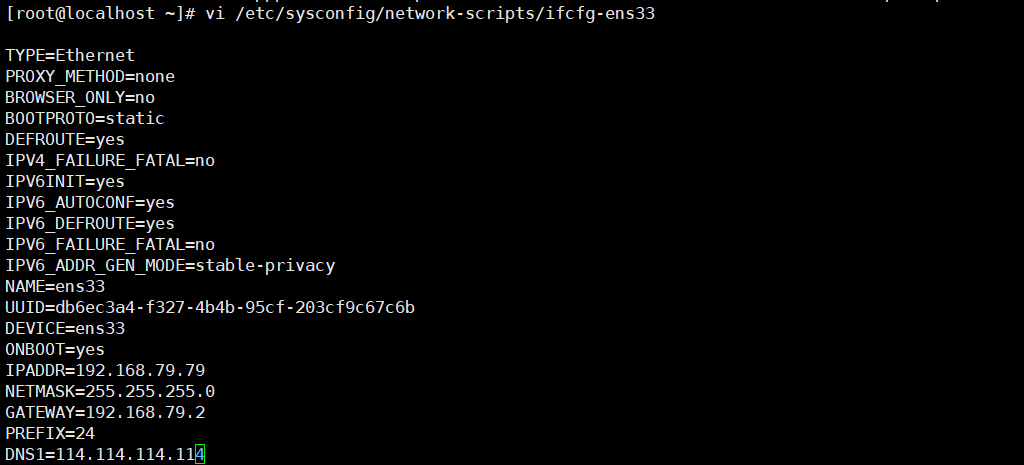 [root@localhost ~]# vi /etc/sysconfig/network-scripts/ifcfg-ens33
TYPE=Ethernet
PROXY_METHOD=none
BROWSER_ONLY=no
BOOTPROTO=static
DEFROUTE=yes
IPV4_FAILURE_FATAL=no
IPV6INIT=yes
IPV6_AUTOCONF=yes
IPV6_DEFROUTE=yes
IPV6_FAILURE_FATAL=no
IPV6_ADDR_GEN_MODE=stable-privacy
NAME=ens33
UUID=db6ec3a4-f327-4b4b-95cf-203cf9c67c6b
DEVICE=ens33
ONBOOT=yes
IPADDR=192.168.79.79
NETMASK=255.255.255.0
GATEWAY=192.168.79.2
PREFIX=24
DNS1=114.114.114.114